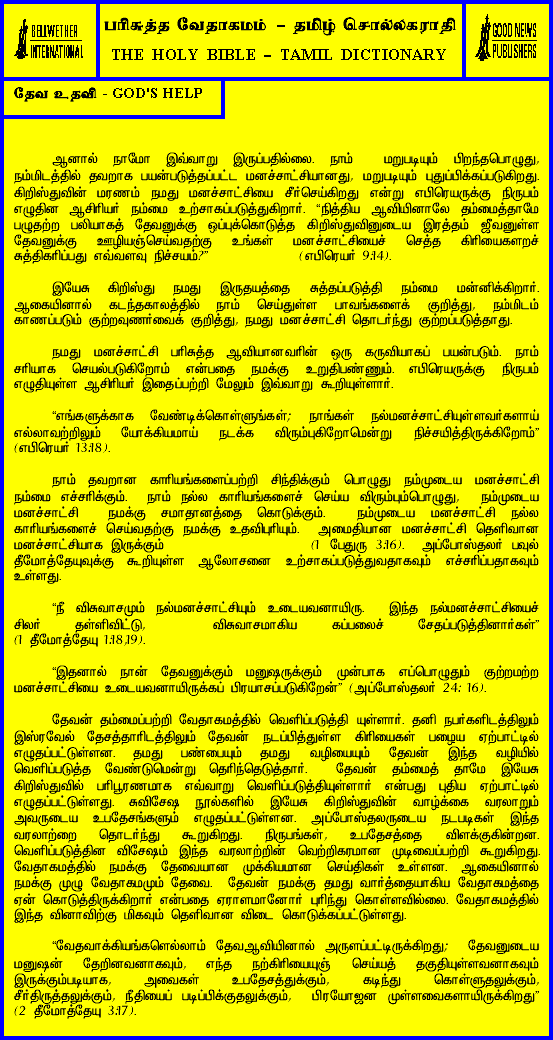 BELLWETHER
INTERNATIONAL
பரிசுத்த வேதாகமம் – தமிழ் சொல்லகராதி
THE HOLY BIBLE – TAMIL DICTIONARY
GOOD NEWS
PUBLISHERS
தேவ உதவி - GOD'S HELP
ஆனால் நாமோ இவ்வாறு இருப்பதில்லை. நாம் மறுபடியும் பிறந்தபொழுது,
நம்மிடத்தில் தவறாக பயன்படுத்தப்பட்ட மனச்சாட்சியானது, மறுபடியும் புதுப்பிக்கப்படுகிறது.
கிறிஸ்துவின் மரணம் நமது மனச்சாட்சியை சீர்செய்கிறது என்று எபிரெயருக்கு நிருபம்
எழுதின ஆசிரியர் நம்மை உற்சாகப்படுத்துகிறார். “நித்திய ஆவியினாலே தம்மைத்தாமே
பழுதற்ற பலியாகத் தேவனுக்கு ஒப்புக்கொடுத்த கிறிஸ்துவினுடைய இரத்தம் ஜீவனுள்ள
தேவனுக்கு ஊழியஞ்செய்வதற்கு உங்கள் மனச்சாட்சியைச் செத்த கிரியைகளறச்
சுத்திகரிப்பது எவ்வளவு நிச்சயம்?” (எபிரெயர் 9:14).
இயேசு கிறிஸ்து நமது இருதயத்தை சுத்தப்படுத்தி நம்மை மன்னிக்கிறார்.
ஆகையினால் கடந்தகாலத்தில் நாம் செய்துள்ள பாவங்களைக் குறித்து, நம்மிடம்
காணப்படும் குற்றவுணர்வைக் குறித்து, நமது மனச்சாட்சி தொடர்ந்து குற்றப்படுத்தாது.
நமது மனச்சாட்சி பரிசுத்த ஆவியானவரின் ஒரு கருவியாகப் பயன்படும். நாம்
சரியாக செயல்படுகிறோம் என்பதை நமக்கு உறுதிபண்ணும். எபிரெயருக்கு நிருபம்
எழுதியுள்ள ஆசிரியர் இதைப்பற்றி மேலும் இவ்வாறு கூறியுள்ளார்.
“எங்களுக்காக வேண்டிக்கொள்ளுங்கள்; நாங்கள் நல்மனச்சாட்சியுள்ளவர்களாய்
எல்லாவற்றிலும் யோக்கியமாய் நடக்க விரும்புகிறோமென்று நிச்சயித்திருக்கிறோம்”
(எபிரெயர் 13:18).
நாம் தவறான காரியங்களைப்பற்றி சிந்திக்கும் பொழுது நம்முடைய மனச்சாட்சி
நம்மை எச்சரிக்கும். நாம் நல்ல காரியங்களைச் செய்ய விரும்பும்பொழுது, நம்முடைய
மனச்சாட்சி நமக்கு சமாதானத்தை கொடுக்கும். நம்முடைய மனச்சாட்சி நல்ல
காரியங்களைச் செய்வதற்கு நமக்கு உதவிபுரியும். அமைதியான மனச்சாட்சி தெளிவான
மனச்சாட்சியாக இருக்கும் (1 பேதுரு 3:16). அப்போஸ்தலர் பவுல்
தீமோத்தேயுவுக்கு கூறியுள்ள ஆலோசனை உற்சாகப்படுத்துவதாகவும் எச்சரிப்பதாகவும்
உள்ளது.
“நீ விசுவாசமும் நல்மனச்சாட்சியும் உடையவனாயிரு. இந்த நல்மனச்சாட்சியைச்
சிலர் தள்ளிவிட்டு, விசுவாசமாகிய கப்பலைச் சேதப்படுத்தினார்கள்”
(1 தீமோத்தேயு 1:18,19).
“இதனால் நான் தேவனுக்கும் மனுஷருக்கும் முன்பாக எப்பொழுதும் குற்றமற்ற
மனச்சாட்சியை உடையவனாயிருக்கப் பிரயாசப்படுகிறேன்” (அப்போஸ்தலர் 24: 16).
தேவன் தம்மைப்பற்றி வேதாகமத்தில் வெளிப்படுத்தி யுள்ளார். தனி நபர்களிடத்திலும்
இஸ்ரவேல் தேசத்தாரிடத்திலும் தேவன் நடப்பித்துள்ள கிரியைகள் பழைய ஏற்பாட்டில்
எழுதப்பட்டுள்ளன. தமது பண்பையும் தமது வழியையும் தேவன் இந்த வழியில்
வெளிப்படுத்த வேண்டுமென்று தெரிந்தெடுத்தார். தேவன் தம்மைத் தாமே இயேசு
கிறிஸ்துவில் பரிபூரணமாக எவ்வாறு வெளிப்படுத்தியுள்ளார் என்பது புதிய ஏற்பாட்டில்
எழுதப்பட்டுள்ளது. சுவிசேஷ நூல்களில் இயேசு கிறிஸ்துவின் வாழ்க்கை வரலாறும்
அவருடைய உபதேசங்களும் எழுதப்பட்டுள்ளன. அப்போஸ்தலருடைய நடபடிகள் இந்த
வரலாற்றை தொடர்ந்து கூறுகிறது. நிருபங்கள், உபதேசத்தை விளக்குகின்றன.
வெளிப்படுத்தின விசேஷம் இந்த வரலாற்றின் வெற்றிகரமான முடிவைப்பற்றி கூறுகிறது.
வேதாகமத்தில் நமக்கு தேவையான முக்கியமான செய்திகள் உள்ளன. ஆகையினால்
நமக்கு முழு வேதாகமமும் தேவை. தேவன் நமக்கு தமது வார்த்தையாகிய வேதாகமத்தை
ஏன் கொடுத்திருக்கிறார் என்பதை ஏராளமானோர் புரிந்து கொள்ளவில்லை. வேதாகமத்தில்
இந்த வினாவிற்கு மிகவும் தெளிவான விடை கொடுக்கப்பட்டுள்ளது.
“வேதவாக்கியங்களெல்லாம் தேவஆவியினால் அருளப்பட்டிருக்கிறது; தேவனுடைய
மனுஷன் தேறினவனாகவும், எந்த நற்கிரியையுஞ் செய்யத் தகுதியுள்ளவனாகவும்
இருக்கும்படியாக, அவைகள் உபதேசத்துக்கும், கடிந்து கொள்ளுதலுக்கும்,
சீர்திருத்தலுக்கும், நீதியைப் படிப்பிக்குதலுக்கும், பிரயோஜன முள்ளவைகளாயிருக்கிறது”
(2 தீமோத்தேயு 3:17).